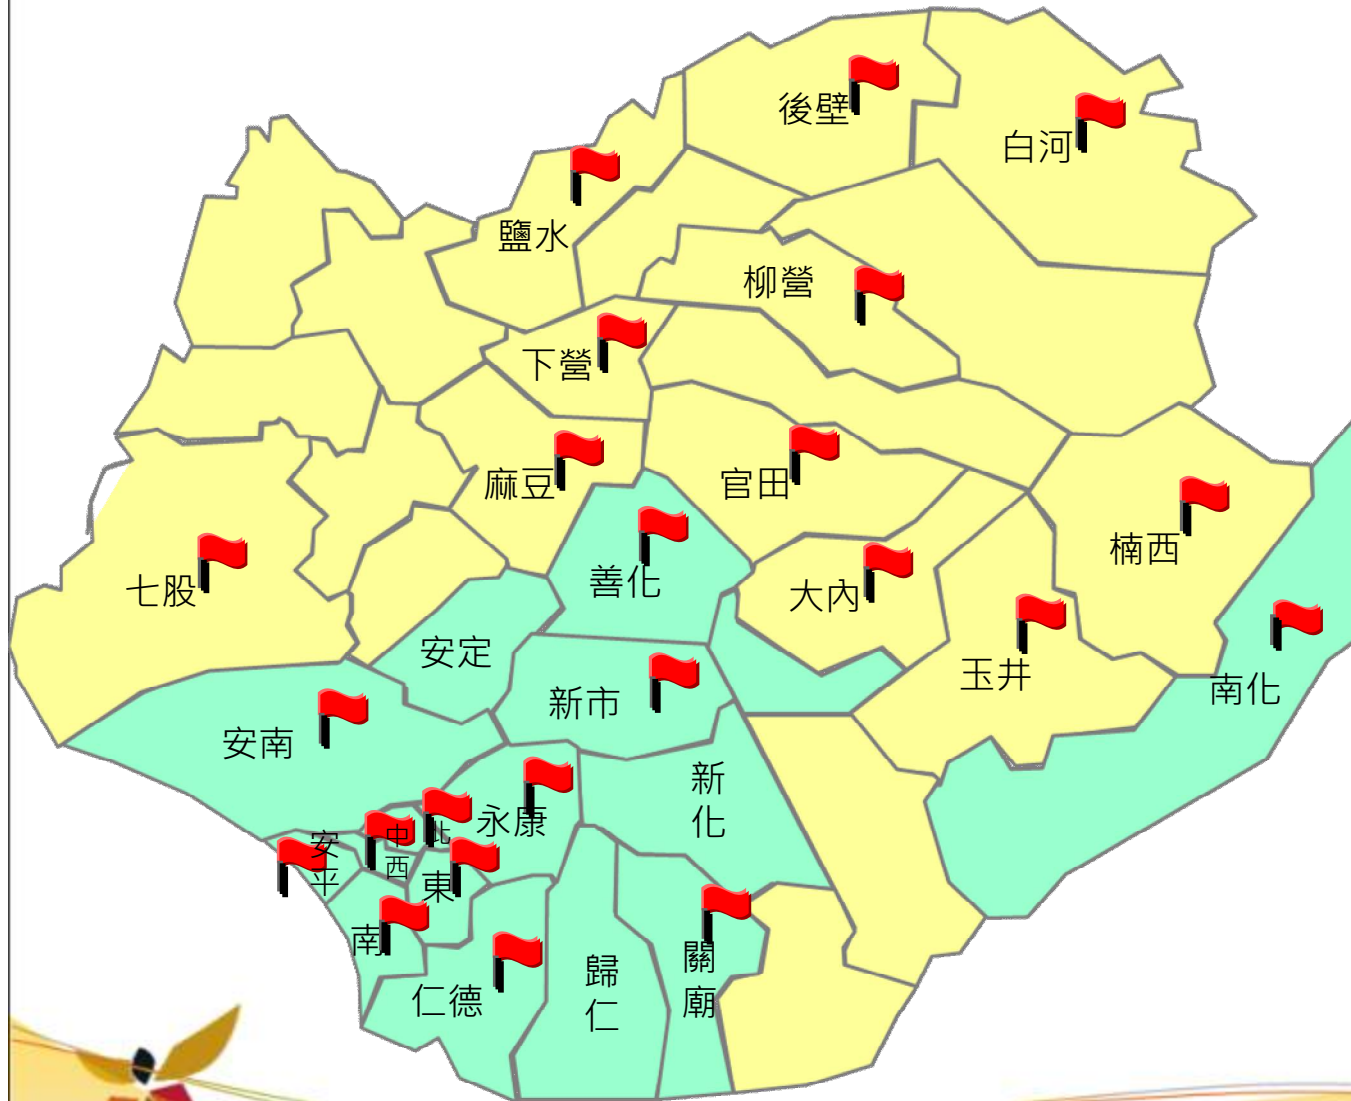 後壁
白河
鹽水
柳營
下營
麻豆
官田
楠西
七股
善化
大內
安定
玉井
南化
新市
安南
新
化
永康
北
中
西
安
平
東
南
關
廟
歸
仁
仁德